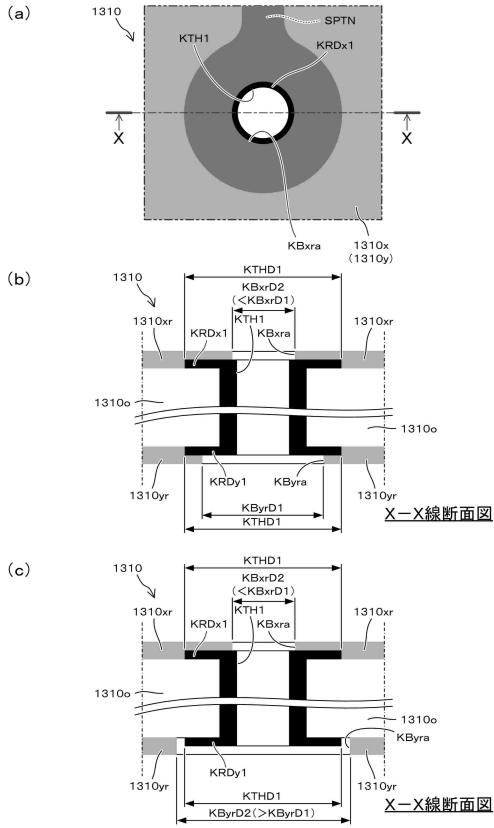 (a)
1310
SPTN
KTH1
KRDx1
X
X
KBxra
1310x
(1310y)
(b)
1310
KTHD1
KBxrD2
(<KBxrD1)
1310xr
KTH1
KRDx1
KBxra
1310xr
1310o
1310o
1310yr
KRDy1
KByra
1310yr
KByrD1
KTHD1
X－X線断面図
(c)
1310
KTHD1
KBxrD2
(<KBxrD1)
1310xr
KTH1
KRDx1
KBxra
1310xr
1310o
1310o
KByra
1310yr
KRDy1
1310yr
KTHD1
KByrD2(>KByrD1)
X－X線断面図